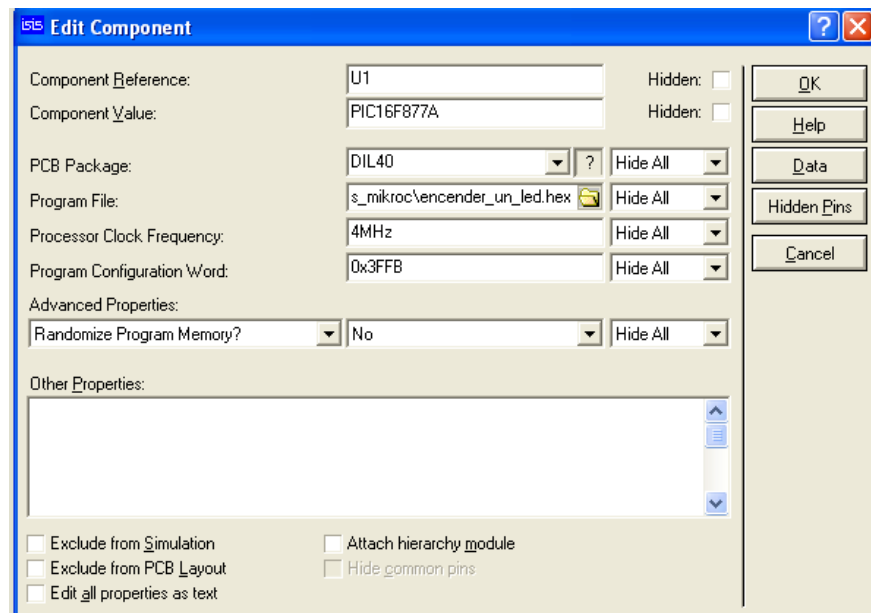 isis Edit Component
Component Reference: U1 Hidden:
OK
Component Value: PIC16F877A Hidden:
Help
PCB Package: DIL40 ? Hide All
Data
Program File: s_mikroc\encender_un_led.hex Hide All
Hidden Pins
Processor Clock Frequency: 4MHz Hide All
Cancel
Program Configuration Word: 0x3FFB Hide All
Advanced Properties:
Randomize Program Memory? No Hide All
Other Properties:
Exclude from Simulation Attach hierarchy module
Exclude from PCB Layout Hide common pins
Edit all properties as text